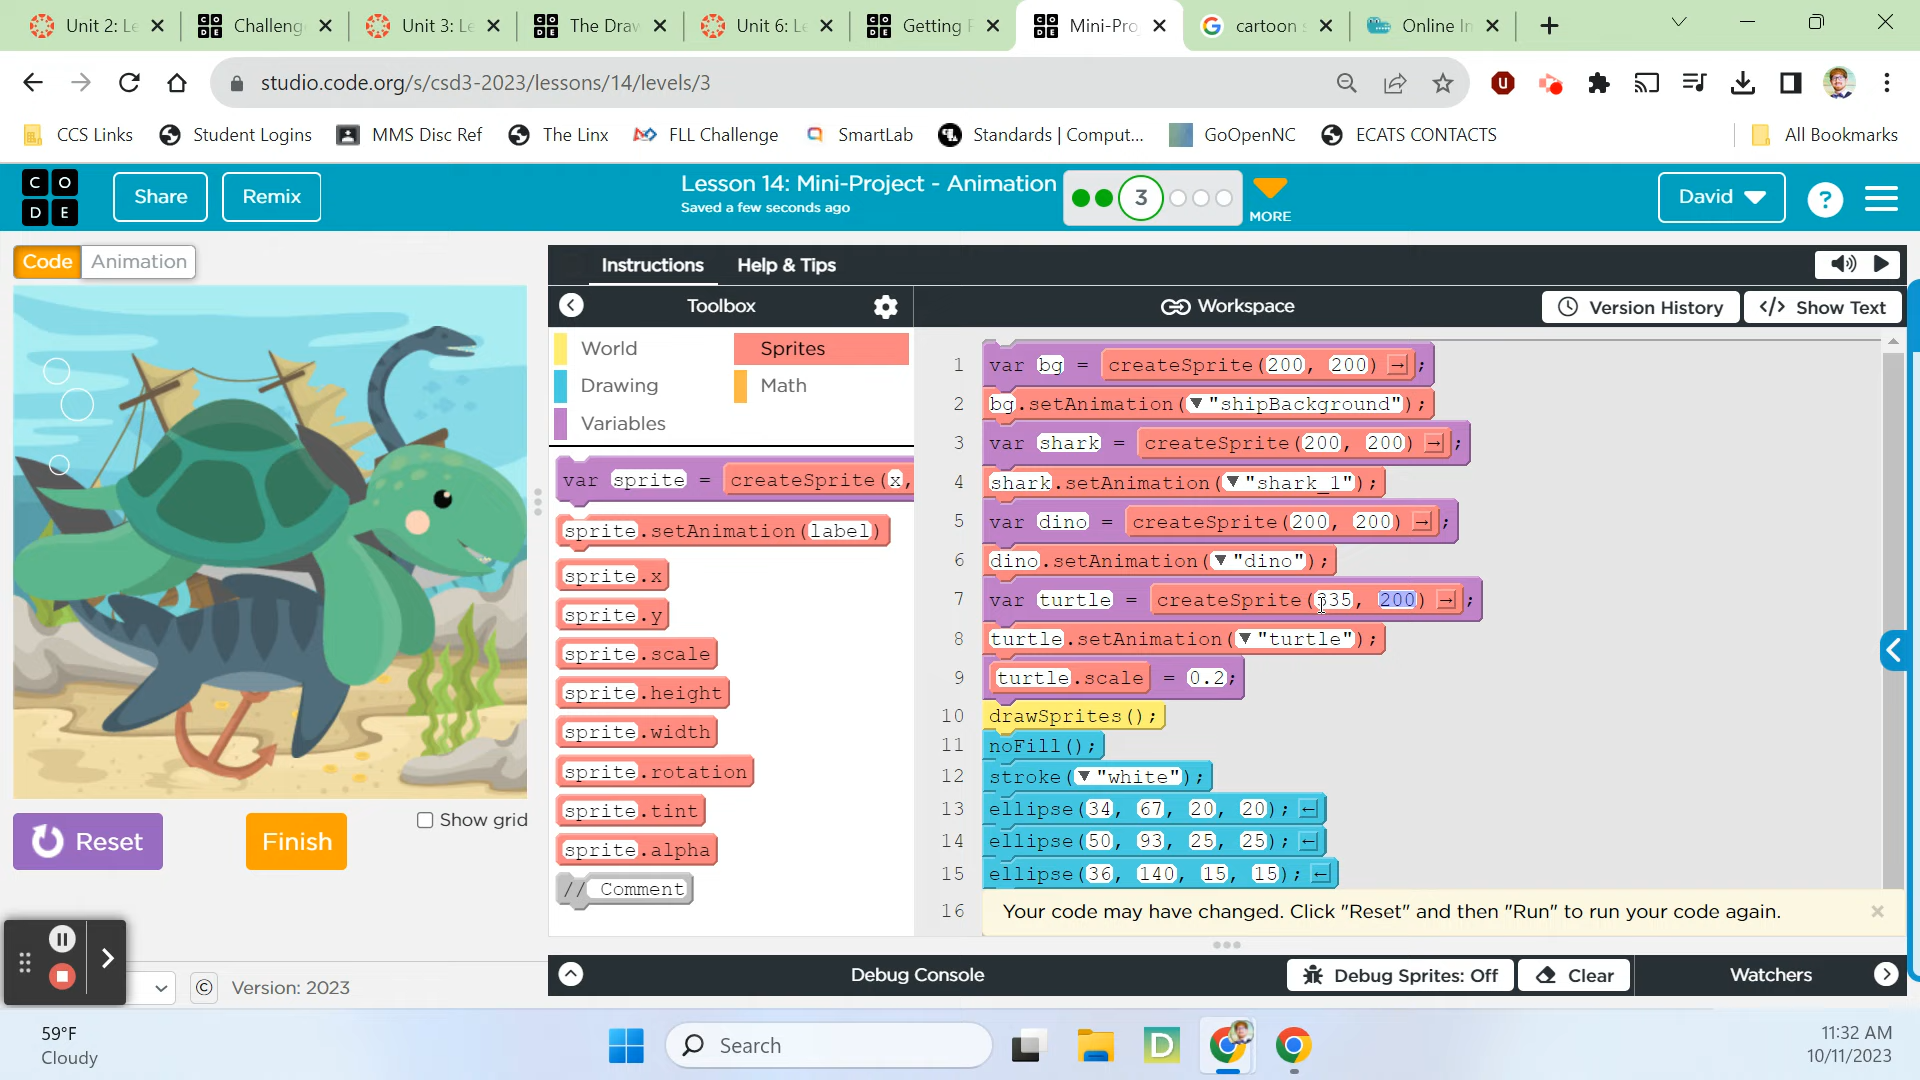 Unit 2: Le
Challeng
Unit 3: Le
The Draw
Unit 6: Le
Getting P
Mini-Pro
cartoon s
Online In
studio.code.org/s/csd3-2023/lessons/14/levels/3
CCS Links
Student Logins
MMS Disc Ref
The Linx
FLL Challenge
SmartLab
Standards | Comput...
GoOpenNC
ECATS CONTACTS
All Bookmarks
C O
D E
Share
Remix
Lesson 14: Mini-Project - Animation
Saved a few seconds ago
3
MORE
David
?
Code
Animation
Instructions
Help & Tips
Toolbox
Workspace
Version History
</> Show Text
World
Sprites
Drawing
Math
Variables
var sprite = createSprite(x,
sprite.setAnimation(label)
sprite.x
sprite.y
sprite.scale
sprite.height
sprite.width
sprite.rotation
sprite.tint
sprite.alpha
// Comment
1 var bg = createSprite(200, 200) → ;
2 bg.setAnimation(▼"shipBackground");
3 var shark = createSprite(200, 200) → ;
4 shark.setAnimation(▼"shark_1");
5 var dino = createSprite(200, 200) → ;
6 dino.setAnimation(▼"dino");
7 var turtle = createSprite(335, 200) → ;
8 turtle.setAnimation(▼"turtle");
9 turtle.scale = 0.2;
10 drawSprites();
11 noFill();
12 stroke(▼"white");
13 ellipse(34, 67, 20, 20); ←
14 ellipse(50, 93, 25, 25); ←
15 ellipse(36, 140, 15, 15); ←
16
Your code may have changed. Click "Reset" and then "Run" to run your code again.
Reset
Finish
Show grid
© Version: 2023
Debug Console
Debug Sprites: Off
Clear
Watchers
59°F
Cloudy
Search
D
11:32 AM
10/11/2023